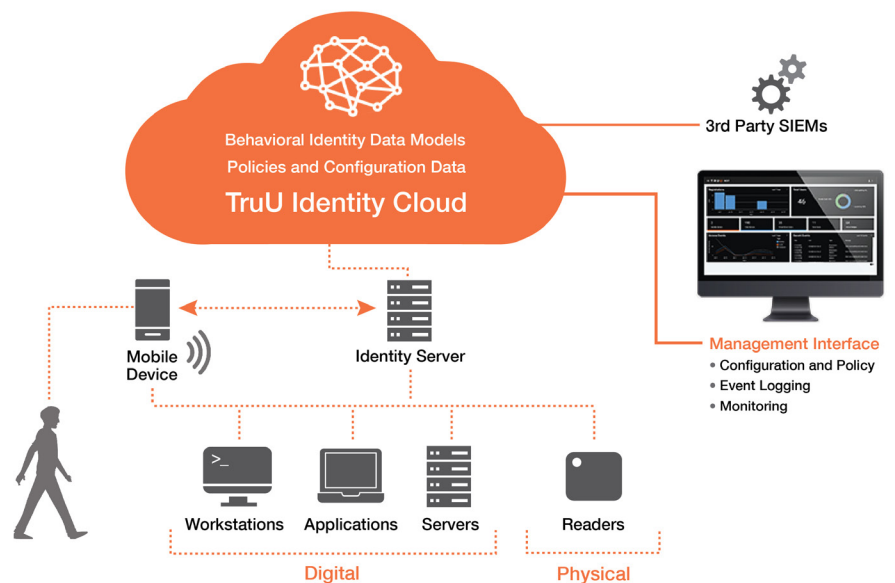 Behavioral Identity Data Models
Policies and Configuration Data
TruU Identity Cloud
3rd Party SIEMs
46
Mobile
Device
Identity Server
Management Interface
• Configuration and Policy
• Event Logging
• Monitoring
>_
Workstations
Applications
Servers
Readers
Digital
Physical